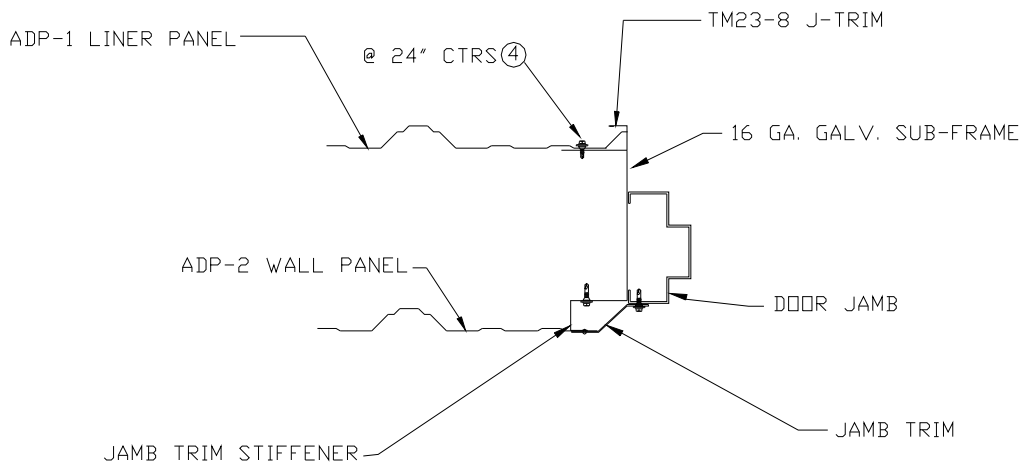 TM23-8 J-TRIM
ADP-1 LINER PANEL
@ 24" CTRS 4
16 GA. GALV. SUB-FRAME
ADP-2 WALL PANEL
DOOR JAMB
JAMB TRIM
JAMB TRIM STIFFENER